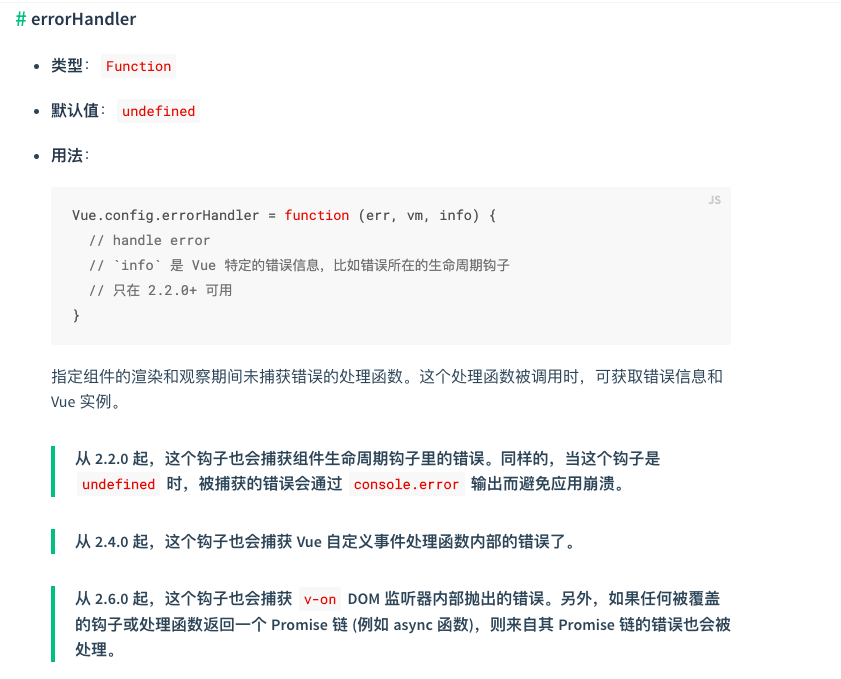 # errorHandler
类型： Function
默认值： undefined
用法：
JS
Vue.config.errorHandler = function (err, vm, info) {
// handle error
// `info` 是 Vue 特定的错误信息，比如错误所在的生命周期钩子
// 只在 2.2.0+ 可用
}
指定组件的渲染和观察期间未捕获错误的处理函数。这个处理函数被调用时，可获取错误信息和
Vue 实例。
从 2.2.0 起，这个钩子也会捕获组件生命周期钩子里的错误。同样的，当这个钩子是
undefined 时，被捕获的错误会通过 console.error 输出而避免应用崩溃。
从 2.4.0 起，这个钩子也会捕获 Vue 自定义事件处理函数内部的错误了。
从 2.6.0 起，这个钩子也会捕获 v-on DOM 监听器内部抛出的错误。另外，如果任何被覆盖
的钩子或处理函数返回一个 Promise 链 (例如 async 函数)，则来自其 Promise 链的错误也会被
处理。